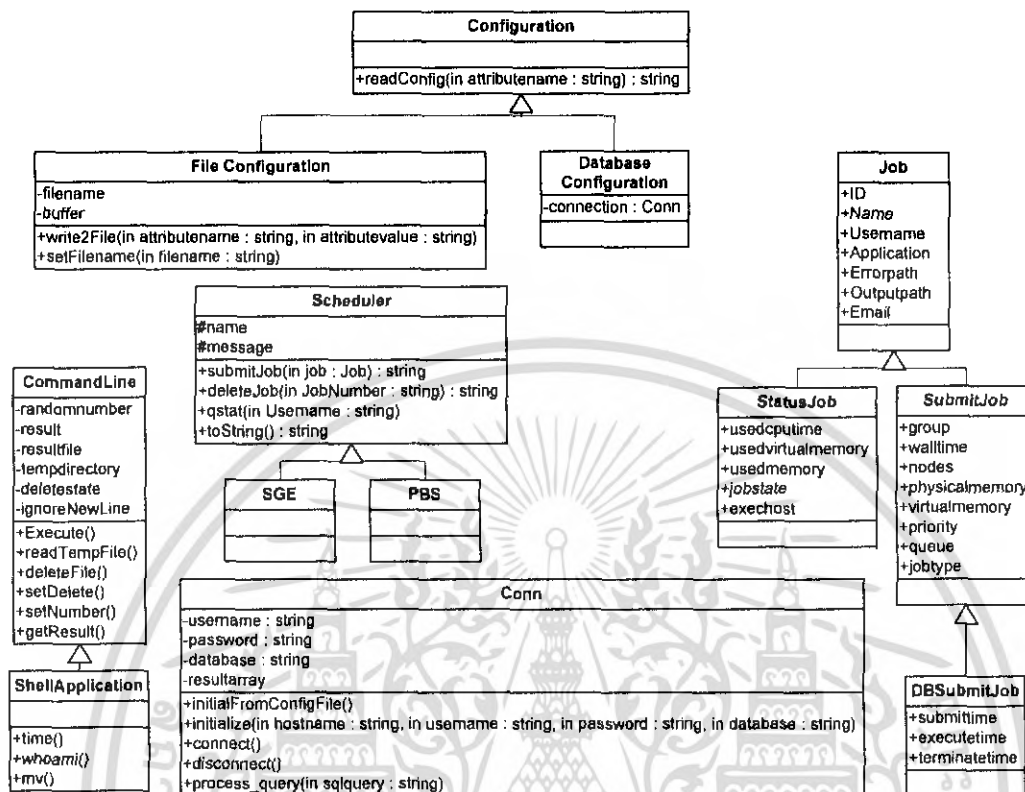 Configuration
+readConfig(in attributename : string) : string
File Configuration
-filename
-buffer
+write2File(in attributename : string, in attributevalue : string)
+setFilename(in filename : string)
Database
Configuration
-connection : Conn
Job
+ID
+Name
+Username
+Application
+Errorpath
+Outputpath
+Email
Scheduler
#name
#message
+submitJob(in job : Job) : string
+deleteJob(in JobNumber : string) : string
+qstat(in Username : string)
+toString() : string
SGE
PBS
CommandLine
-randomnumber
-result
-resultfile
-tempdirectory
-deletestate
-ignoreNewLine
+Execute()
+readTempFile()
+deleteFile()
+setDelete()
+setNumber()
+getResult()
ShellApplication
+time()
+whoami()
+mv()
StatusJob
+usedcputime
+usedvirtualmemory
+usedmemory
+jobstate
+exechost
SubmitJob
+group
+walltime
+nodes
+physicalmemory
+virtualmemory
+priority
+queue
+jobtype
Conn
-username : string
-password : string
-database : string
-resultarray
+initialFromConfigFile()
+initialize(in hostname : string, in username : string, in password : string, in database : string)
+connect()
+disconnect()
+process_query(in sqlquery : string)
DBSubmitJob
+submittime
+executetime
+terminatetime